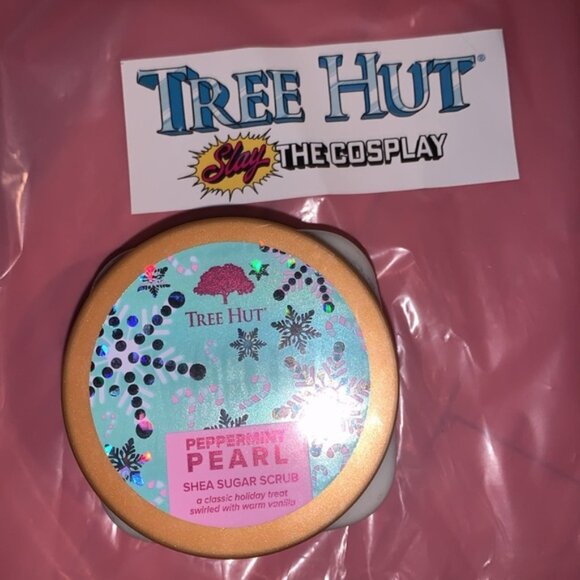 TREE HUT®
Slay THE COSPLAY
TREE HUT
PEPPERMINT
PEARL
SHEA SUGAR SCRUB
a classic holiday treat
swirled with warm vanilla